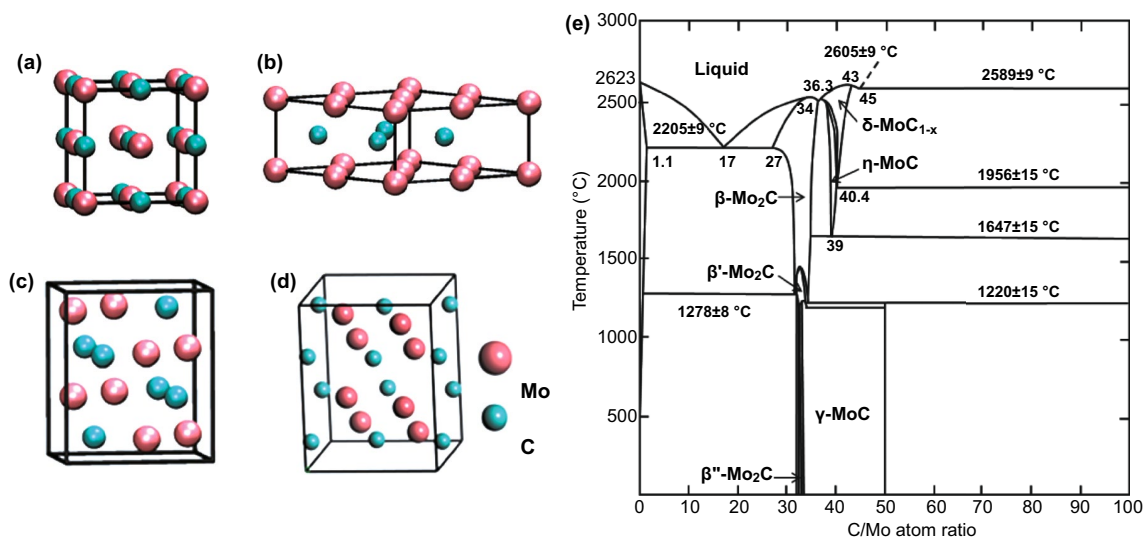 (a)
(b)
(c)
(d)
Mo
C
(e)
3000
2623
2500
2000
1500
1000
500
Temperature (°C)
Liquid
2605±9 °C
2589±9 °C
43
36.3
34
45
δ-MoC1-x
2205±9 °C
η-MoC
1.1
17
27
1956±15 °C
β-Mo2C
40.4
1647±15 °C
39
β'-Mo2C
1220±15 °C
1278±8 °C
γ-MoC
β"-Mo2C
0 10 20 30 40 50 60 70 80 90 100
C/Mo atom ratio